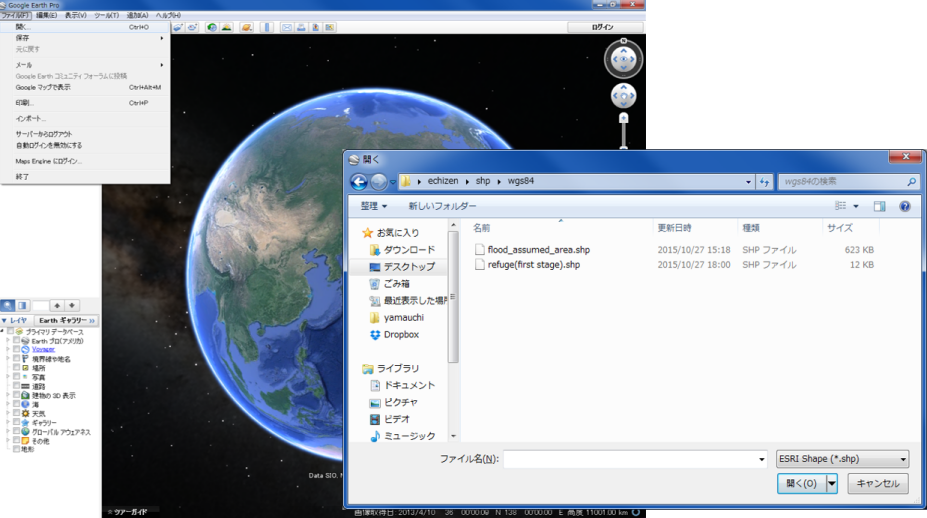 Google Earth Pro
ファイル(F) 編集(E) 表示(V) ツール(T) 追加(A) ヘルプ(H)
開く... Ctrl+O
保存
元に戻す
メール
Google Earth コミュニティ フォーラムに投稿
Google マップで表示 Ctrl+Alt+M
印刷... Ctrl+P
インポート...
サーバーからログアウト
自動ログインを無効にする
Maps Engine にログイン...
終了
ログイン
N
開く
echizen shp wgs84
wgs84の検索
整理 新しいフォルダー
お気に入り
ダウンロード
デスクトップ
ごみ箱
最近表示した場所
yamauchi
Dropbox
ライブラリ
ドキュメント
ピクチャ
ビデオ
ミュージック
名前 更新日時 種類 サイズ
flood_assumed_area.shp 2015/10/27 15:18 SHP ファイル 623 KB
refuge(first stage).shp 2015/10/27 18:00 SHP ファイル 12 KB
ファイル名(N):
ESRI Shape (*.shp)
開く(O) キャンセル
レイヤ Earth ギャラリー >>
プライマリ データベース
Earth プロ(アメリカ)
Voyager
境界線や地名
場所
写真
道路
建物の 3D 表示
海
天気
ギャラリー
グローバル アウェアネス
その他
地形
Data SIO,
ツアーガイド
画像取得日 2013/4/10 36 00'00.00 N 138 00'00.00 E 高度 11001.00 km